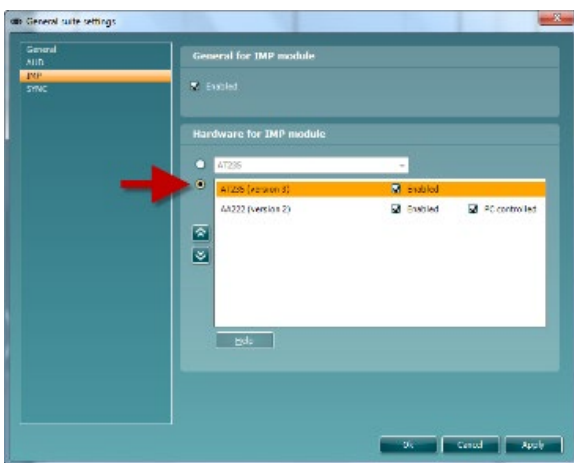 General suite settings
General
AUD
IMP
SYNC
General for IMP module
Enabled
Hardware for IMP module
AT235
AT235 (version 3) Enabled
AA222 (version 2) Enabled PC controlled
Help
Ok Cancel Apply